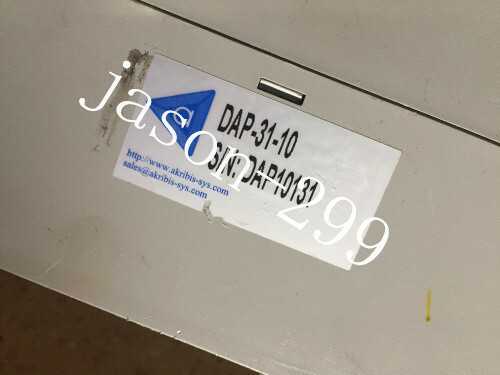 DAP-31-10
S/N: DAP10131
http://www.akribis-sys.com
sales@akribis-sys.com
jason-299